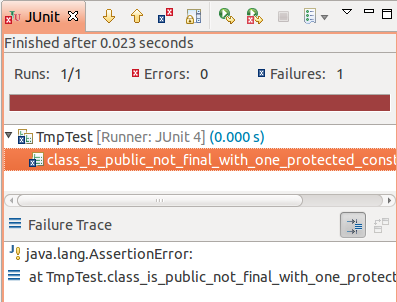 JUnit
Finished after 0.023 seconds
Runs: 1/1 Errors: 0 Failures: 1
TmpTest [Runner: JUnit 4] (0.000 s)
class_is_public_not_final_with_one_protected_const
Failure Trace
java.lang.AssertionError:
at TmpTest.class_is_public_not_final_with_one_protec